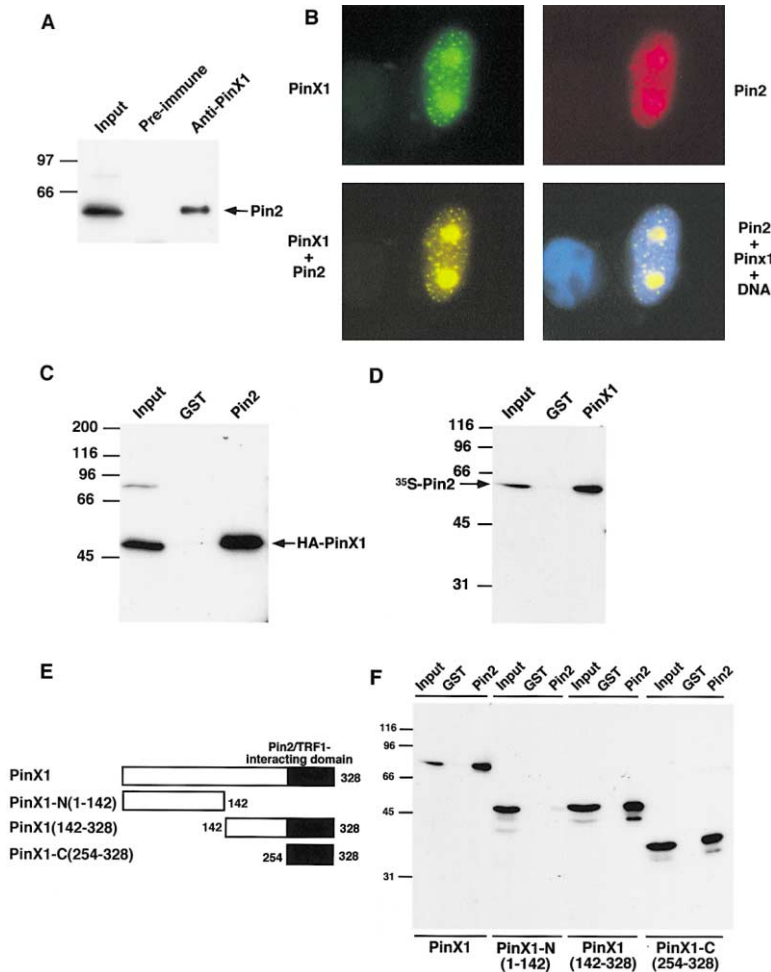 A
Input
Pre-immune
Anti-PinX1
97
66
Pin2
B
PinX1
Pin2
PinX1
+
Pin2
Pin2
+
Pinx1
+
DNA
C
Input
GST
Pin2
200
116
96
66
45
HA-PinX1
D
Input
GST
PinX1
116
96
66
45
31
³⁵S-Pin2
E
Pin2/TRF1-
interacting domain
PinX1
328
PinX1-N(1-142)
142
PinX1(142-328)
142
328
PinX1-C(254-328)
254
328
F
Input
GST
Pin2
Input
GST
Pin2
Input
GST
Pin2
Input
GST
Pin2
116
96
66
45
31
PinX1
PinX1-N
(1-142)
PinX1
(142-328)
PinX1-C
(254-328)